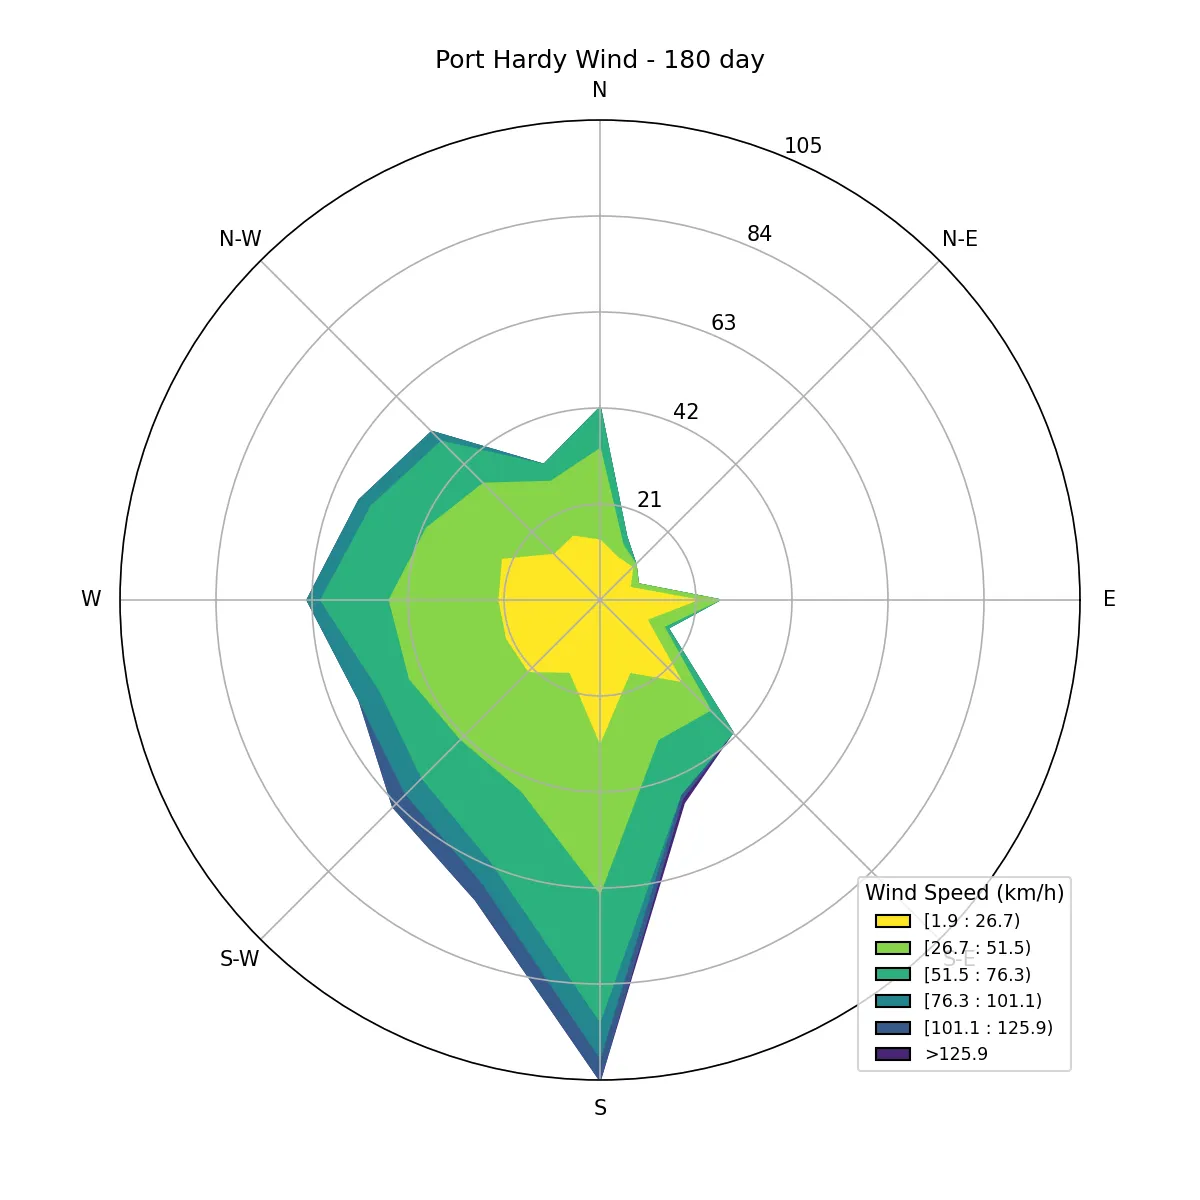 Port Hardy Wind - 180 day
N
105
N-W
84
N-E
63
42
21
W
E
S-W
S-E
S
Wind Speed (km/h)
[1.9 : 26.7)
[26.7 : 51.5)
[51.5 : 76.3)
[76.3 : 101.1)
[101.1 : 125.9)
>125.9